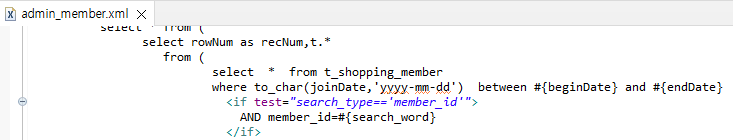 admin_member.xml
select * from (
select rowNum as recNum,t.*
from (
select * from t_shopping_member
where to_char(joinDate,'yyyy-mm-dd') between #{beginDate} and #{endDate}
<if test="search_type=='member_id'">
AND member_id=#{search_word}
</if>